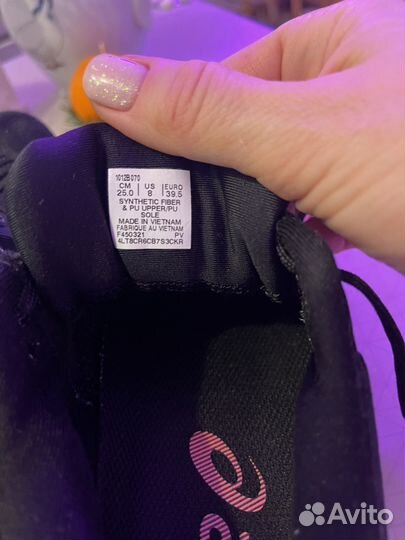 1012B070
CM US EURO
25.0 8 39.5
SYNTHETIC FIBER
& PU UPPER/PU
SOLE
MADE IN VIETNAM
FABRIQUE AU VIETNAM
F450321 PV
4LT8CR6CB7S3CKR
Avito